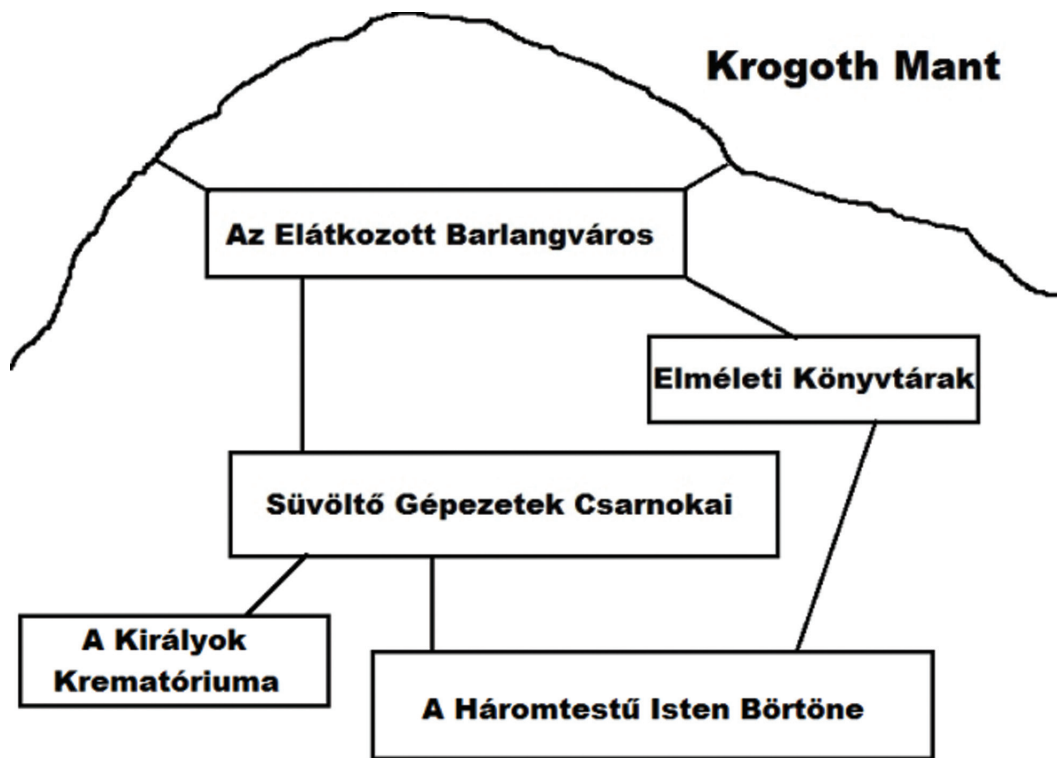 Krogoth Mant
Az Elátkozott Barlangváros
Elméleti Könyvtárak
Süvöltő Gépezetek Csarnokai
A Királyok
Krematóriuma
A Háromtestű Isten Börtöne